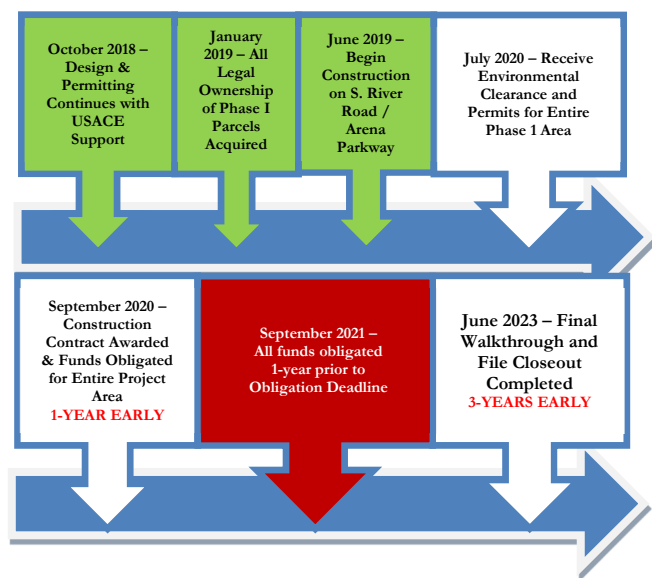 October 2018 –
Design &
Permitting
Continues with
USACE
Support
January
2019 – All
Legal
Ownership
of Phase I
Parcels
Acquired
June 2019 –
Begin
Construction
on S. River
Road /
Arena
Parkway
July 2020 – Receive
Environmental
Clearance and
Permits for Entire
Phase 1 Area
September 2020 –
Construction
Contract Awarded
& Funds Obligated
for Entire Project
Area
1-YEAR EARLY
September 2021 –
All funds obligated
1-year prior to
Obligation Deadline
June 2023 – Final
Walkthrough and
File Closeout
Completed
3-YEARS EARLY